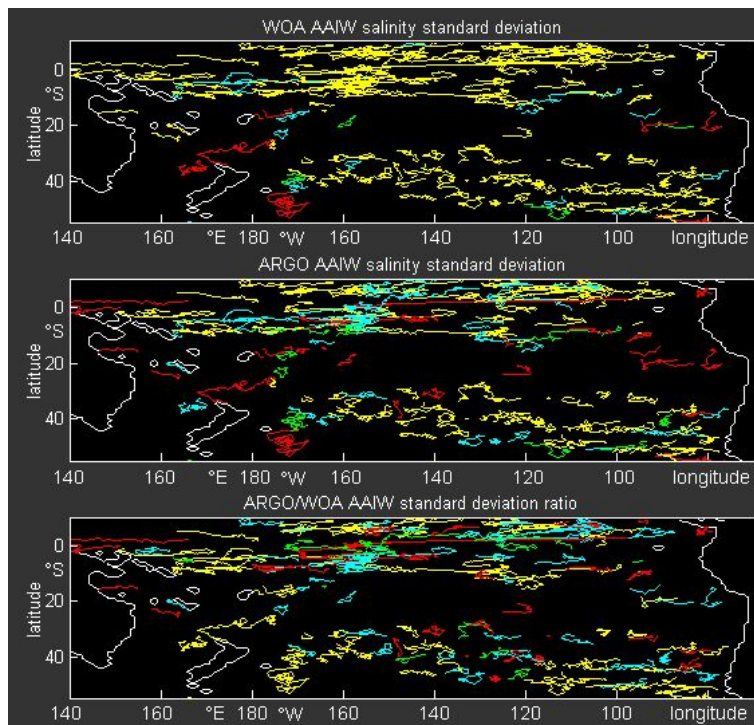 WOA AAIW salinity standard deviation
0
°S
20
40
latitude
140 160 °E 180 °W 160 140 120 100 longitude
ARGO AAIW salinity standard deviation
0
°S
20
40
latitude
140 160 °E 180 °W 160 140 120 100 longitude
ARGO/WOA AAIW standard deviation ratio
0
°S
20
40
latitude
140 160 °E 180 °W 160 140 120 100 longitude